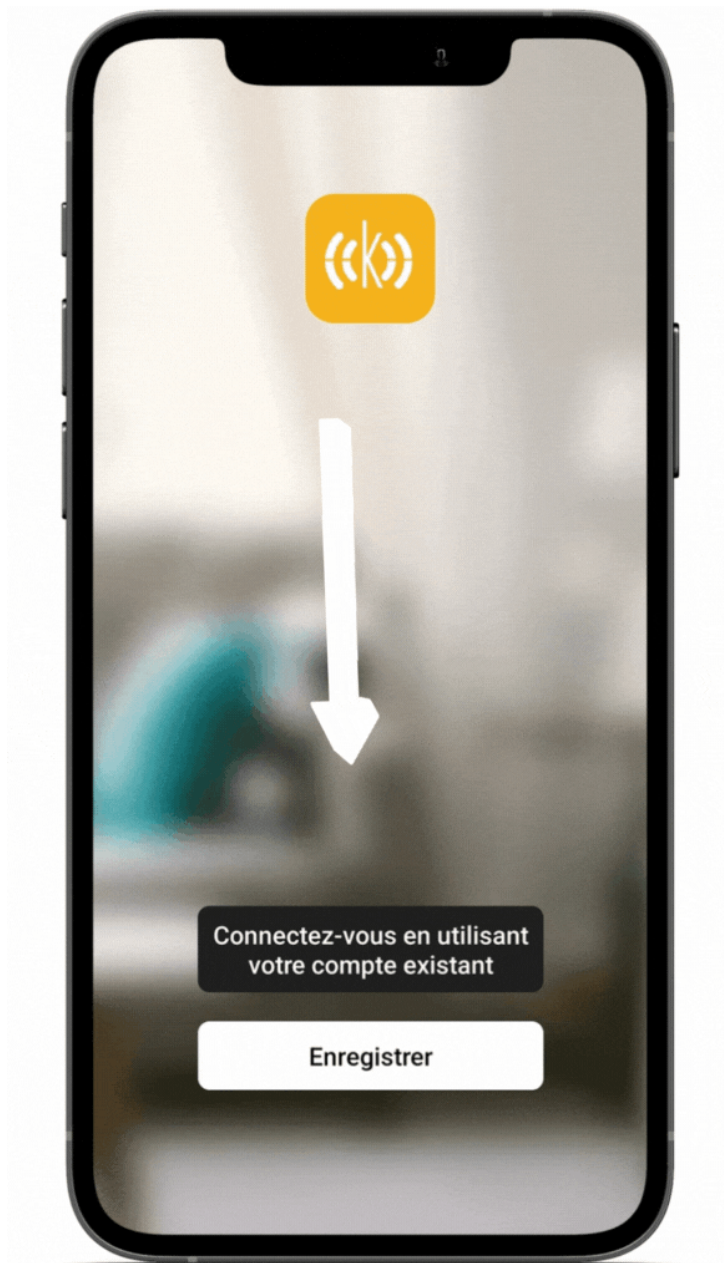 k
Connectez-vous en utilisant
votre compte existant
Enregistrer